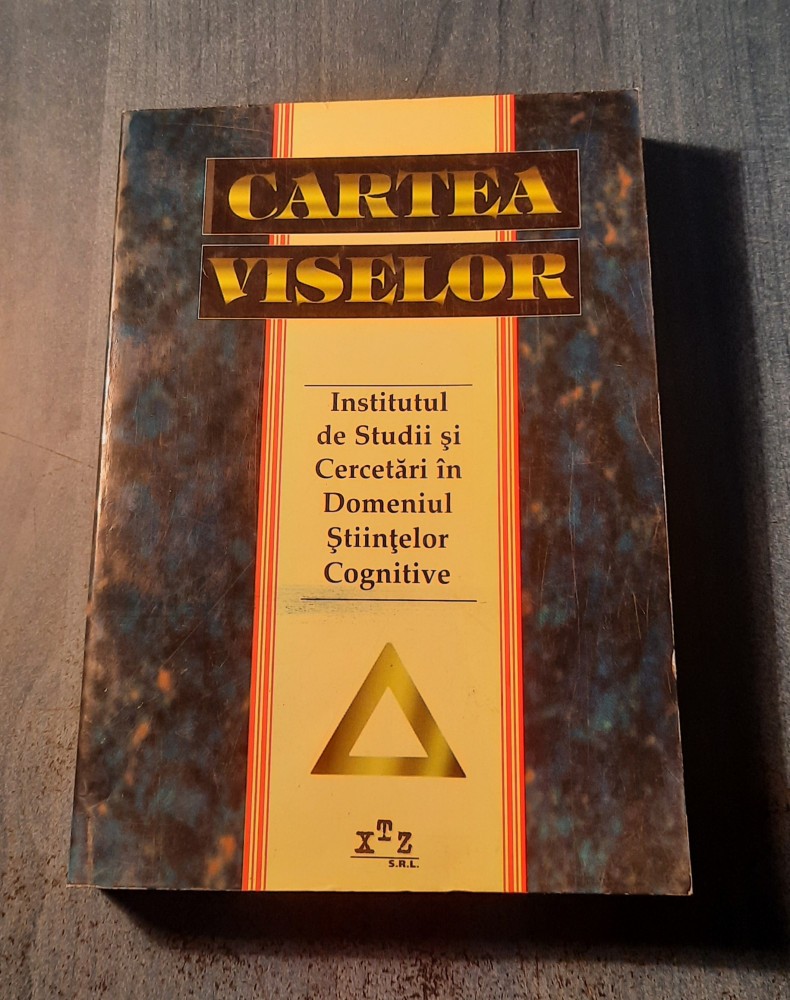 CARTEA
VISELOR
Institutul
de Studii şi
Cercetări în
Domeniul
Ştiinţelor
Cognitive
XTZ
S.R.L.